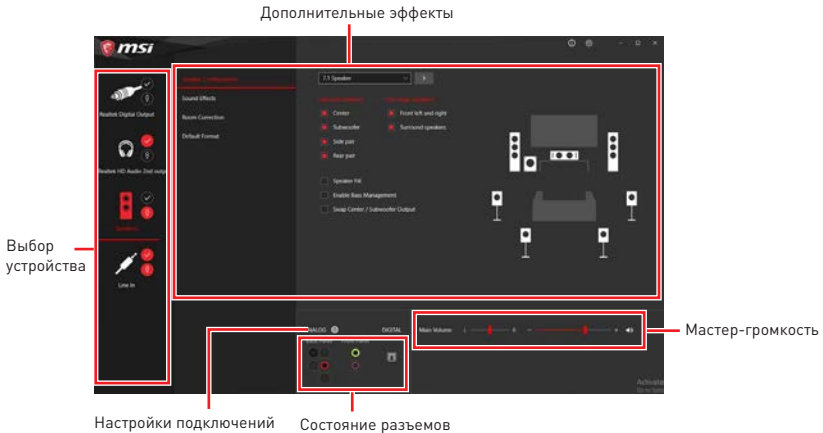 Дополнительные эффекты
msi
7.1 Speaker
Realtek Digital Output
Sound Effects
Room Correction
Default Format
Center
Front left and right
Subwoofer
Surround speakers
Side pair
Rear pair
Realtek HD Audio 2nd outp
Speaker Fill
Enable Bass Management
Swap Center / Subwoofer Output
Speakers
Выбор
устройства
Line In
ANALOG
DIGITAL
Main Volume
L
R
Мастер-громкость
Настройки подключений
Состояние разъемов